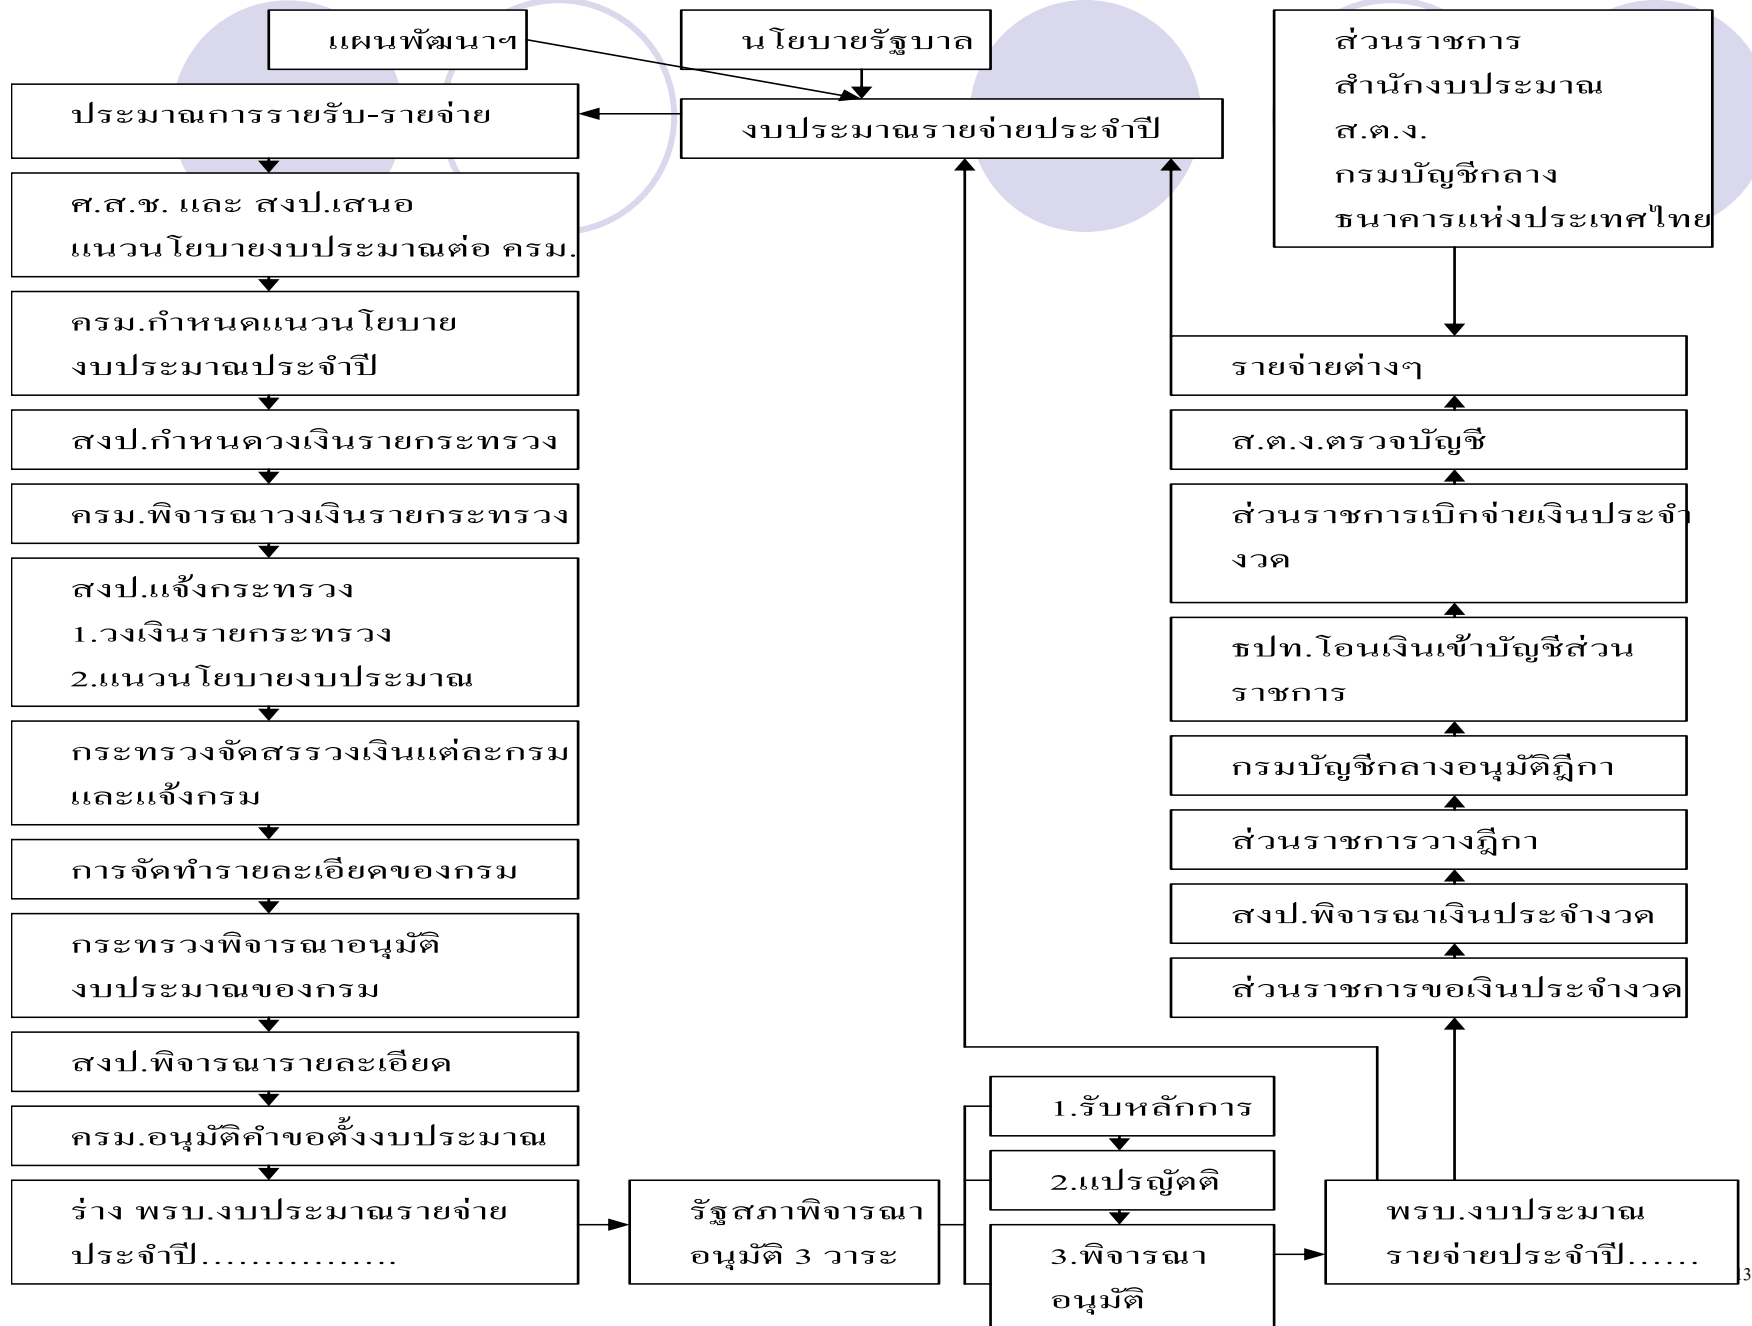 แผนพัฒนาฯ
นโยบายรัฐบาล
งบประมาณรายจ่ายประจำปี
ประมาณการรายรับ-รายจ่าย
ศ.ส.ช. และ สงป.เสนอ
แนวนโยบายงบประมาณต่อ ครม.
ครม.กำหนดแนวนโยบาย
งบประมาณประจำปี
สงป.กำหนดวงเงินรายกระทรวง
ครม.พิจารณาวงเงินรายกระทรวง
สงป.แจ้งกระทรวง
1.วงเงินรายกระทรวง
2.แนวนโยบายงบประมาณ
กระทรวงจัดสรรวงเงินแต่ละกรม
และแจ้งกรม
การจัดทำรายละเอียดของกรม
กระทรวงพิจารณาอนุมัติ
งบประมาณของกรม
สงป.พิจารณารายละเอียด
ครม.อนุมัติคำขอตั้งงบประมาณ
ร่าง พรบ.งบประมาณรายจ่าย
ประจำปี................
รัฐสภาพิจารณา
อนุมัติ 3 วาระ
1.รับหลักการ
2.แปรญัตติ
3.พิจารณา
อนุมัติ
พรบ.งบประมาณ
รายจ่ายประจำปี......
ส่วนราชการขอเงินประจำงวด
สงป.พิจารณาเงินประจำงวด
ส่วนราชการวางฎีกา
กรมบัญชีกลางอนุมัติฎีกา
ธปท.โอนเงินเข้าบัญชีส่วน
ราชการ
ส่วนราชการเบิกจ่ายเงินประจำ
งวด
ส.ต.ง.ตรวจบัญชี
รายจ่ายต่างๆ
ส่วนราชการ
สำนักงบประมาณ
ส.ต.ง.
กรมบัญชีกลาง
ธนาคารแห่งประเทศไทย